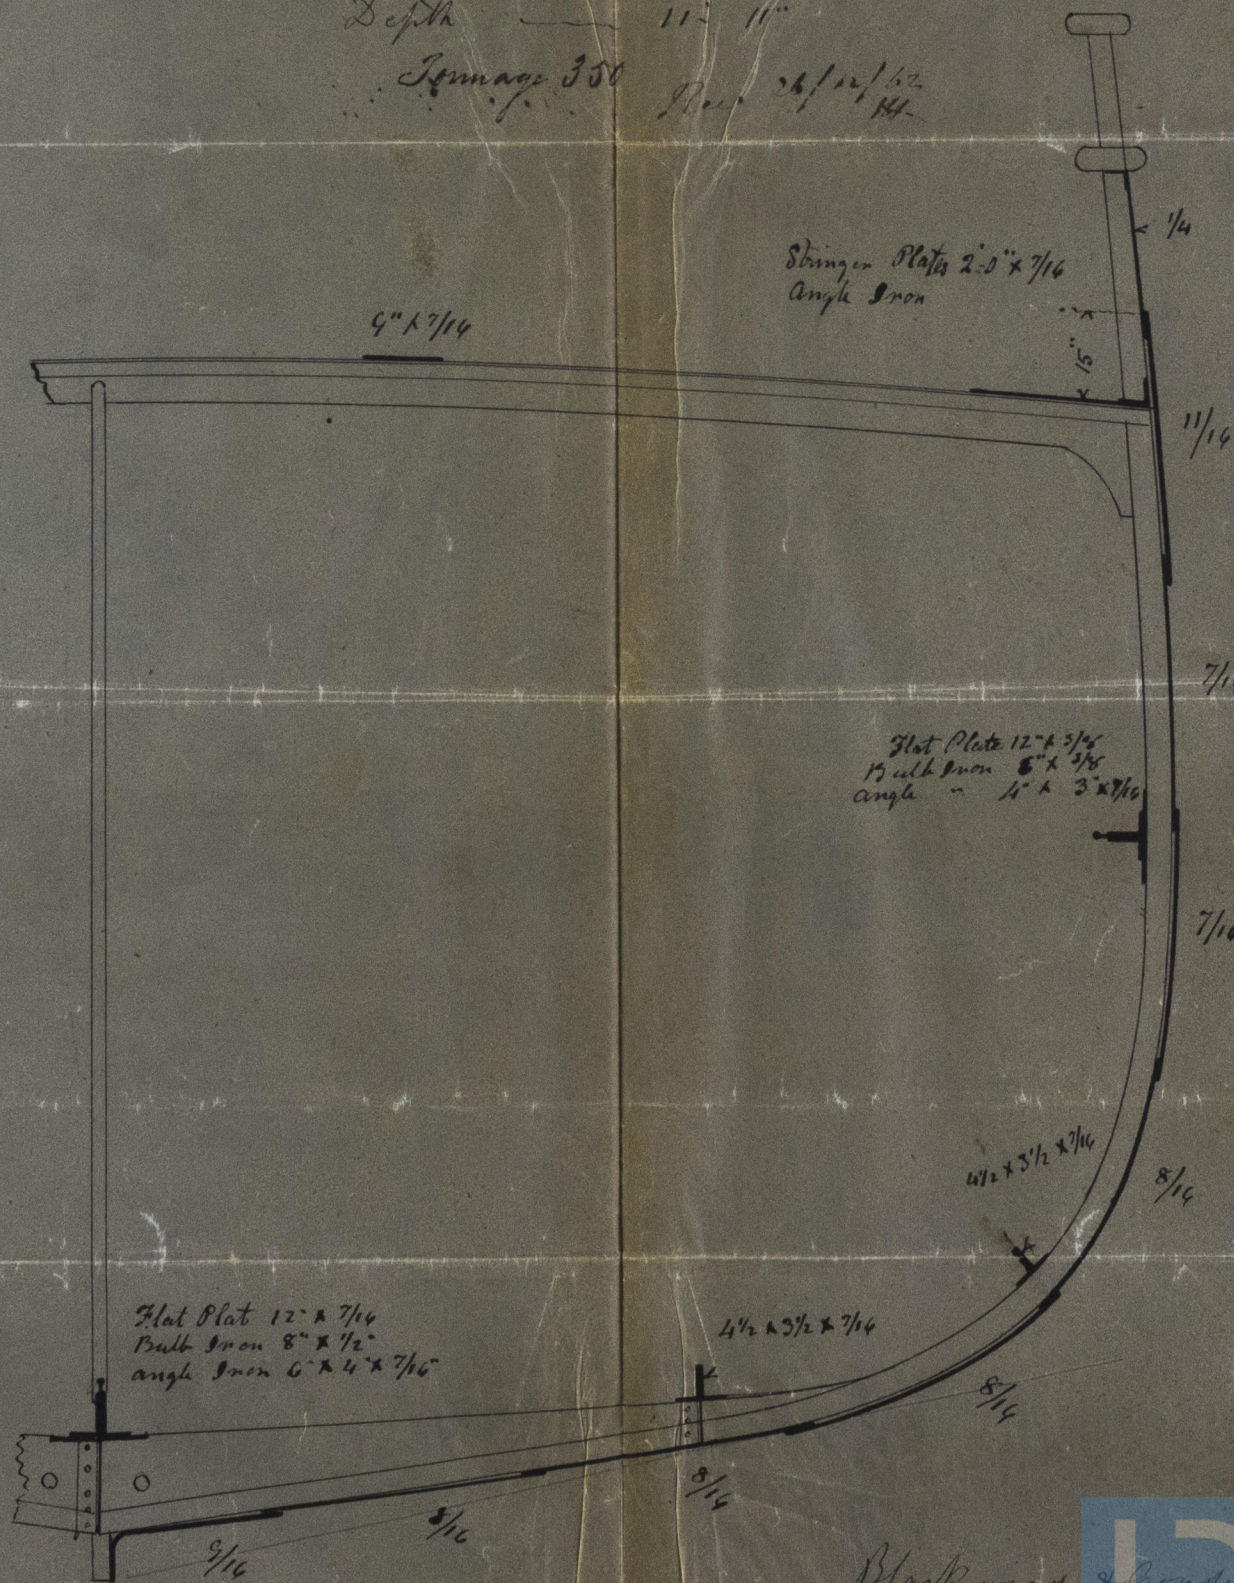 Depth 11 11"
Tonnage 350
1/4
Stringer Plates 2'-0" x 7/16
Angle Iron
9" x 7/16
15"
11/16
Flat Plate 12" x 3/8
Bulb Iron 6" x 3/8
angle " 4" x 3" x 7/16
7/16
4 1/2 x 3 1/2 x 7/16
8/16
Flat Plat 12" x 7/16
Bulb Iron 8" x 1/2"
angle Iron 6" x 4" x 7/16"
4 1/2 x 3 1/2 x 7/16
8/16
8/16
8/16
9/16